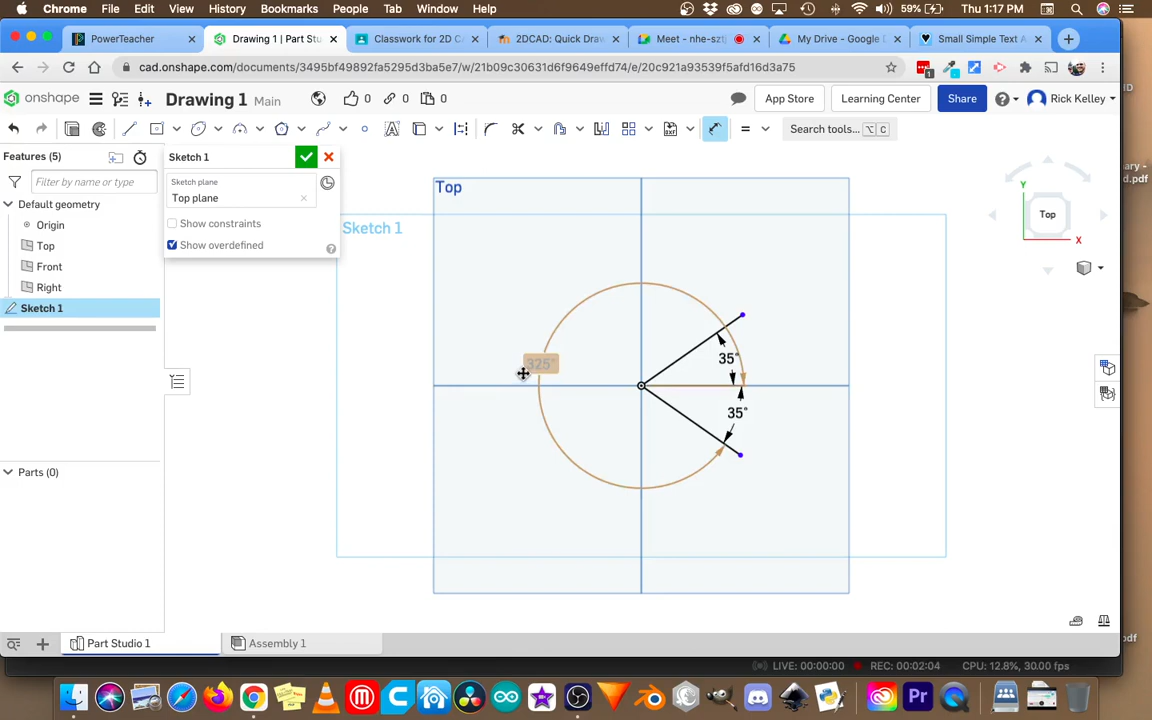 Chrome File Edit View History Bookmarks People Tab Window Help 59% Thu 1:17 PM
PowerTeacher Drawing 1 | Part Stu Classwork for 2D C 2DCAD: Quick Draw Meet - nhe-sztj My Drive - Google D Small Simple Text A
cad.onshape.com/documents/3495bf49892fa5295d3ba5e7/w/21b09c30631d6f9649effd74/e/20c921a93539f5afd16d3a75
onshape Drawing 1 Main 0 0 0 App Store Learning Center Share Rick Kelley
Search tools... ⌥ C
Features (5)
Filter by name or type
Default geometry
Origin
Top
Front
Right
Sketch 1
Parts (0)
Sketch 1
Sketch plane
Top plane
Show constraints
Show overdefined
Top
Sketch 1
325°
35°
35°
Y
Top
X
Part Studio 1 Assembly 1
LIVE: 00:00:00 REC: 00:02:04 CPU: 12.8%, 30.00 fps
Pr